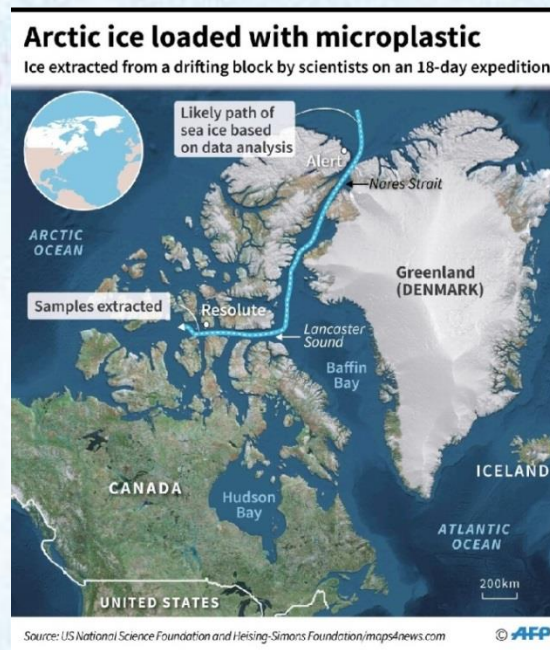 Arctic ice loaded with microplastic
Ice extracted from a drifting block by scientists on an 18-day expedition
Likely path of
sea ice based
on data analysis
Alert
Nares Strait
ARCTIC
OCEAN
Greenland
(DENMARK)
Samples extracted
Resolute
Lancaster
Sound
Baffin
Bay
ICELAND
CANADA
Hudson
Bay
ATLANTIC
OCEAN
200km
UNITED STATES
Source: US National Science Foundation and Heising-Simons Foundation/maps4news.com
© AFP